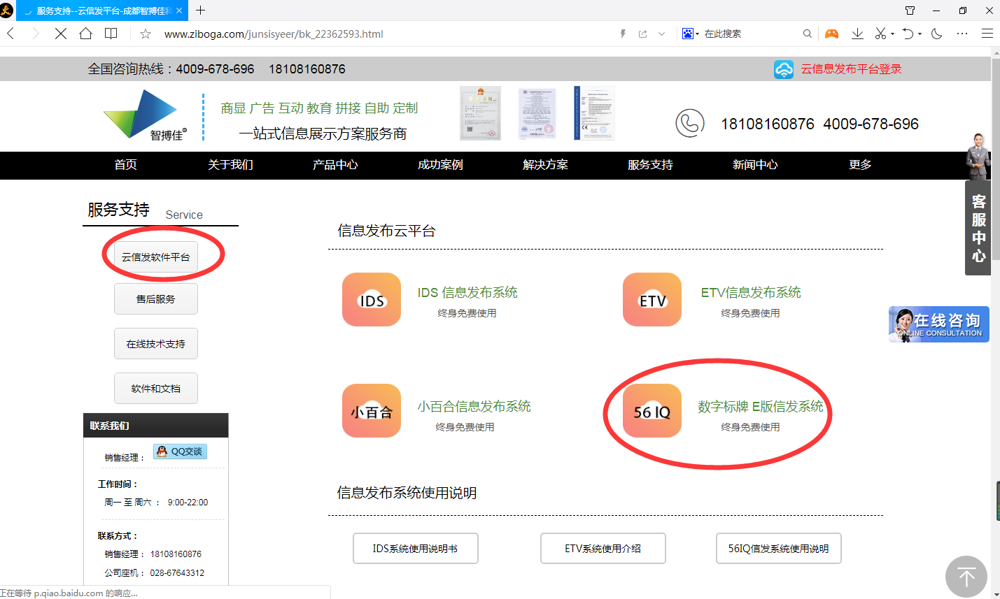 服务支持--云信发平台-成都智搏佳科
www.ziboga.com/junsisyeer/bk_22362593.html
在此搜索
全国咨询热线：4009-678-696 18108160876
云信息发布平台登录
智搏佳®
商显 广告 互动 教育 拼接 自助 定制
一站式信息展示方案服务商
18108160876 4009-678-696
首页 关于我们 产品中心 成功案例 解决方案 服务支持 新闻中心 更多
客服中心
服务支持 Service
云信发软件平台
售后服务
在线技术支持
软件和文档
联系我们
销售经理： QQ交谈
工作时间：
周一 至 周六 ： 9:00-22:00
联系方式：
销售经理： 18108160876
公司座机： 028-67643312
信息发布云平台
IDS
IDS 信息发布系统
终身免费使用
ETV
ETV信息发布系统
终身免费使用
小百合
小百合信息发布系统
终身免费使用
56 IQ
数字标牌 E版信发系统
终身免费使用
信息发布系统使用说明
IDS系统使用说明书
ETV系统使用介绍
56IQ信发系统使用说明
在线咨询
ONLINE CONSULTATION
正在等待 p.qiao.baidu.com 的响应...